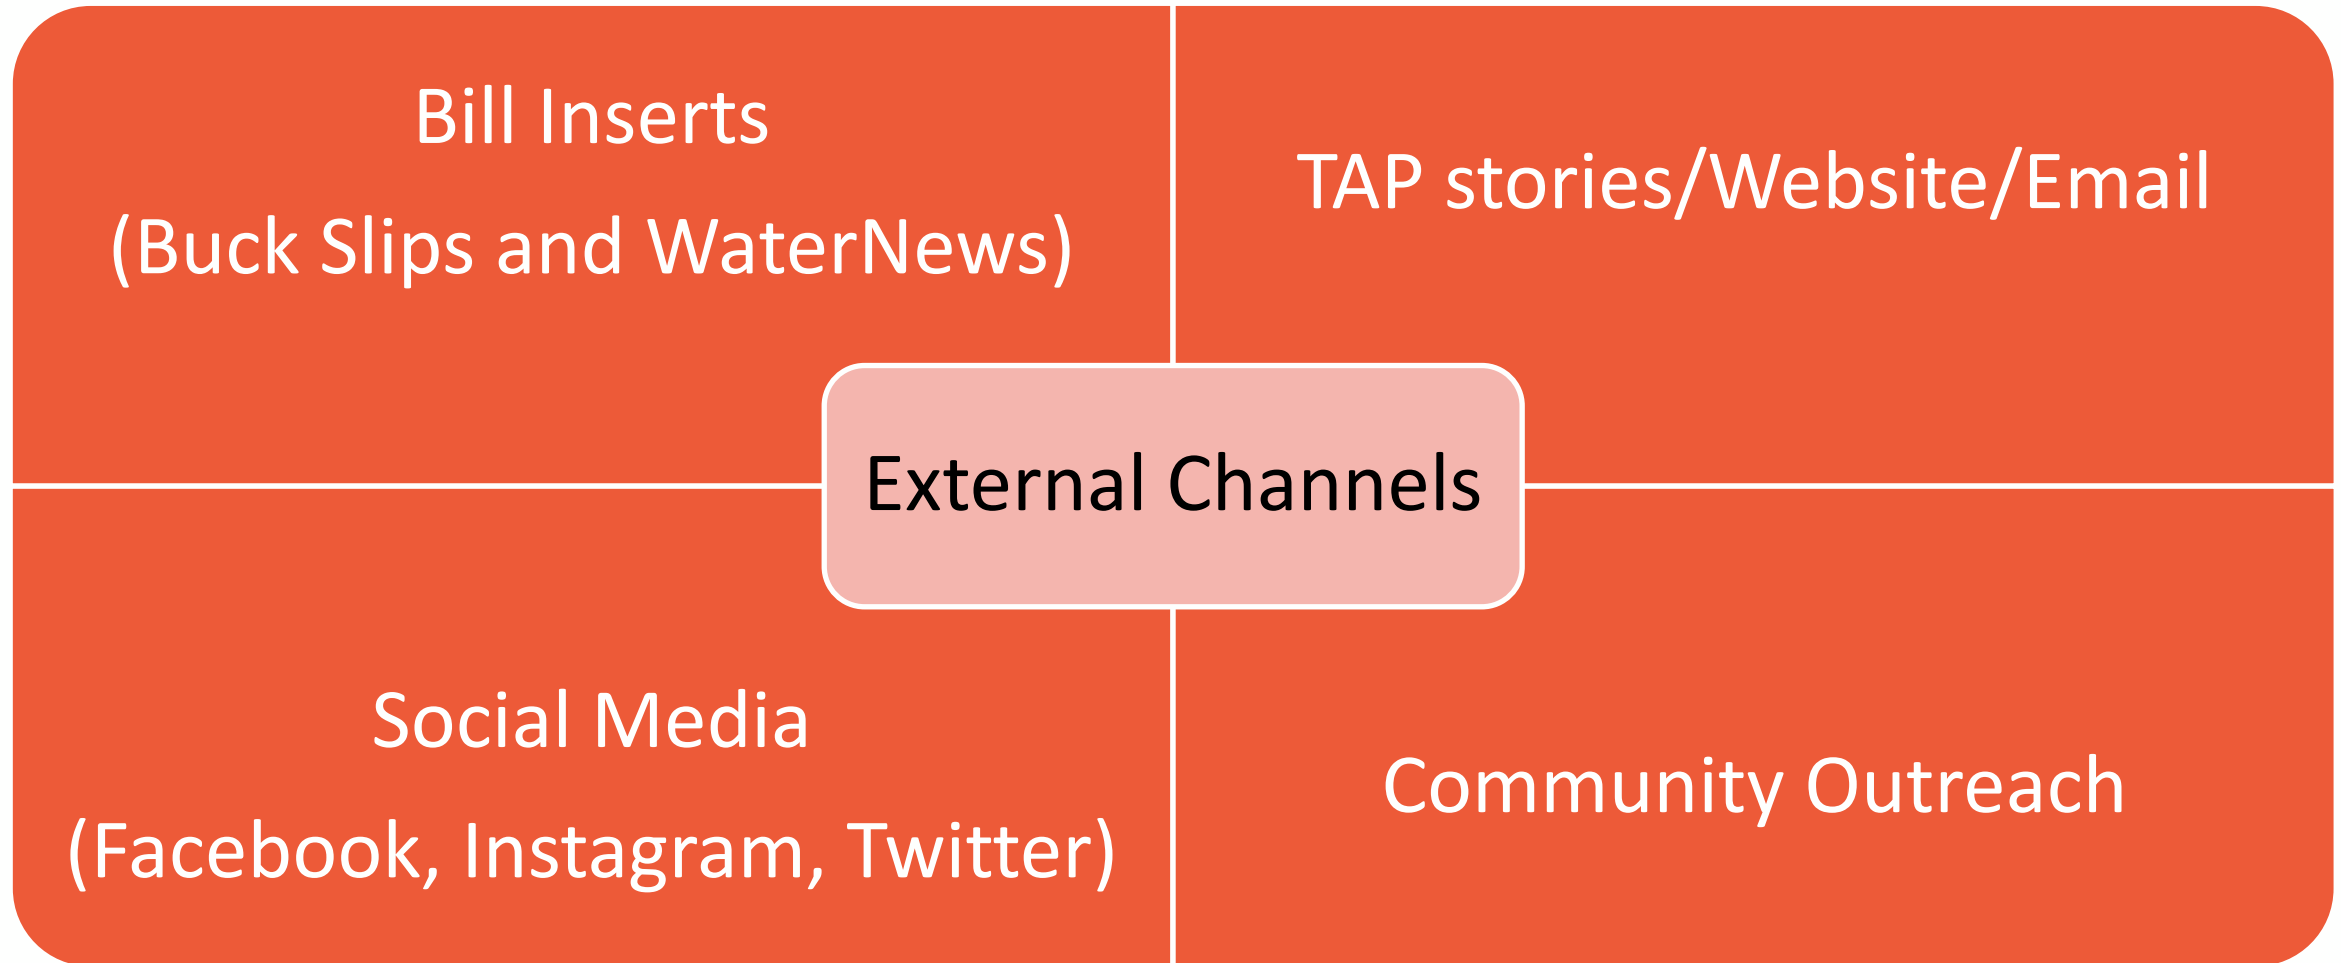 Bill Inserts
(Buck Slips and WaterNews)
TAP stories/Website/Email
External Channels
Social Media
(Facebook, Instagram, Twitter)
Community Outreach